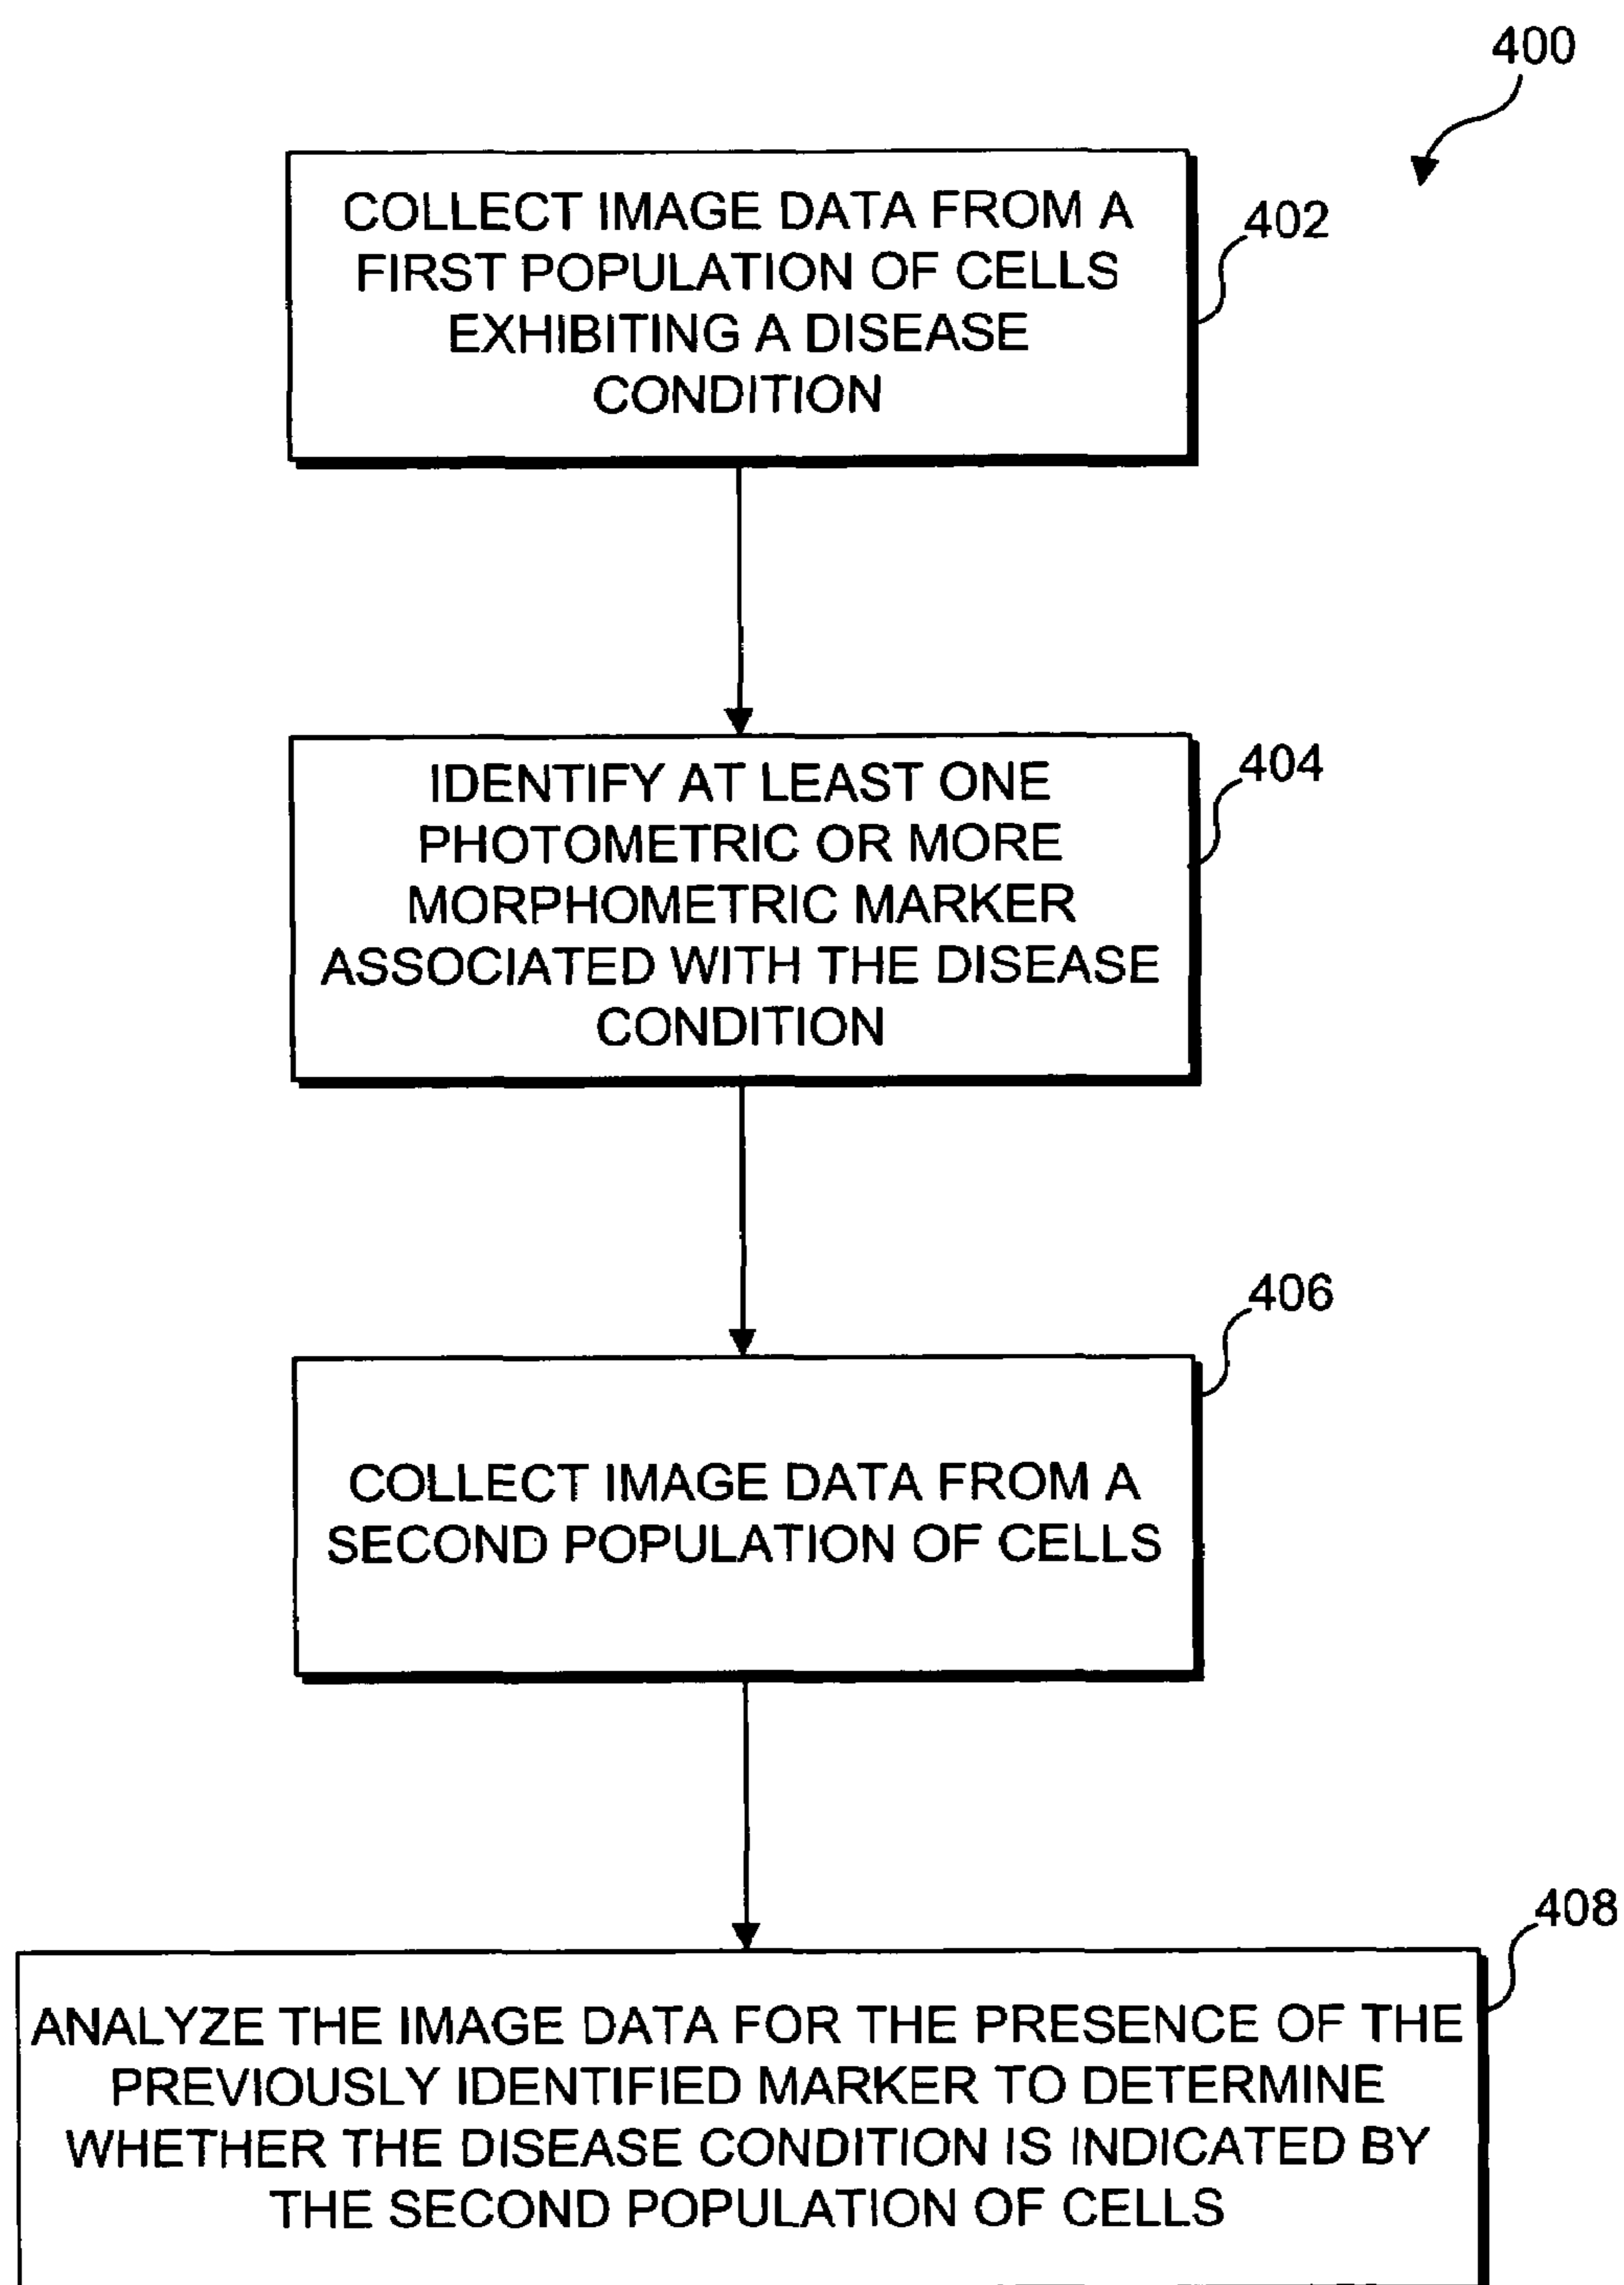 400
COLLECT IMAGE DATA FROM A
FIRST POPULATION OF CELLS
EXHIBITING A DISEASE
CONDITION
402
IDENTIFY AT LEAST ONE
PHOTOMETRIC OR MORE
MORPHOMETRIC MARKER
ASSOCIATED WITH THE DISEASE
CONDITION
404
COLLECT IMAGE DATA FROM A
SECOND POPULATION OF CELLS
406
ANALYZE THE IMAGE DATA FOR THE PRESENCE OF THE
PREVIOUSLY IDENTIFIED MARKER TO DETERMINE
WHETHER THE DISEASE CONDITION IS INDICATED BY
THE SECOND POPULATION OF CELLS
408